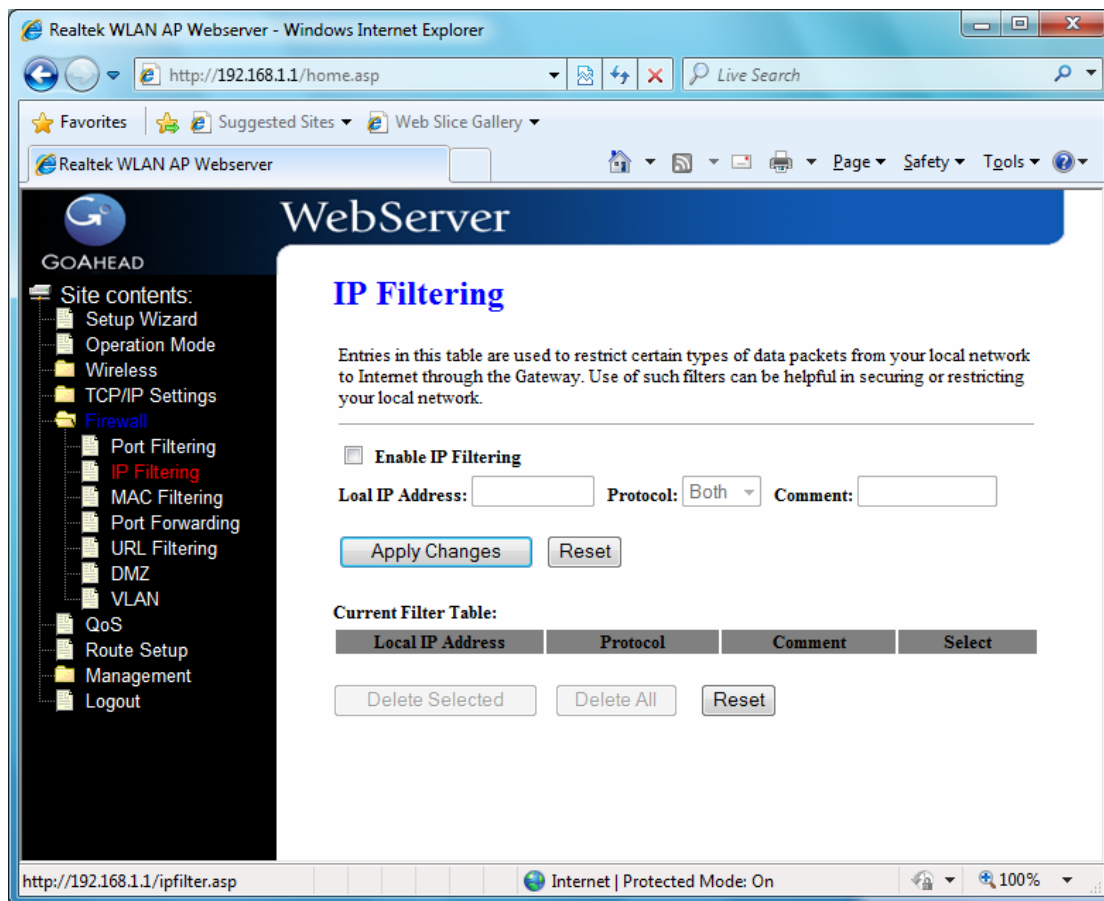 Realtek WLAN AP Webserver - Windows Internet Explorer
http://192.168.1.1/home.asp
Live Search
Favorites
Suggested Sites
Web Slice Gallery
Realtek WLAN AP Webserver
Page
Safety
Tools
GOAHEAD
WebServer
Site contents:
Setup Wizard
Operation Mode
Wireless
TCP/IP Settings
Firewall
Port Filtering
IP Filtering
MAC Filtering
Port Forwarding
URL Filtering
DMZ
VLAN
QoS
Route Setup
Management
Logout
IP Filtering
Entries in this table are used to restrict certain types of data packets from your local network
to Internet through the Gateway. Use of such filters can be helpful in securing or restricting
your local network.
Enable IP Filtering
Loal IP Address: Protocol: Both Comment:
Apply Changes Reset
Current Filter Table:
Local IP Address Protocol Comment Select
Delete Selected Delete All Reset
http://192.168.1.1/ipfilter.asp
Internet | Protected Mode: On
100%